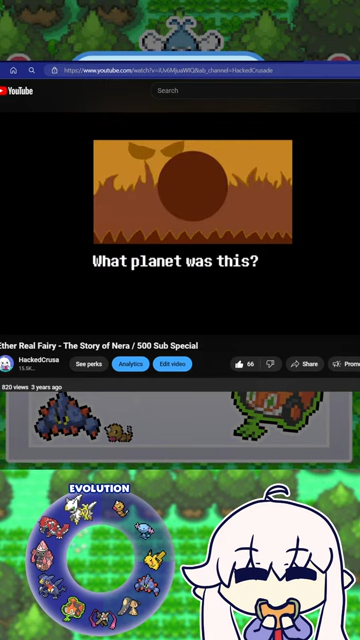 https://www.youtube.com/watch?v=iUv6MjuaWlQ&ab_channel=HackedCrusade
YouTube
Search
What planet was this?
Ether Real Fairy - The Story of Nera / 500 Sub Special
HackedCrusa
15.5K..
See perks
Analytics
Edit video
66
Share
Promo
820 views 3 years ago
EVOLUTION